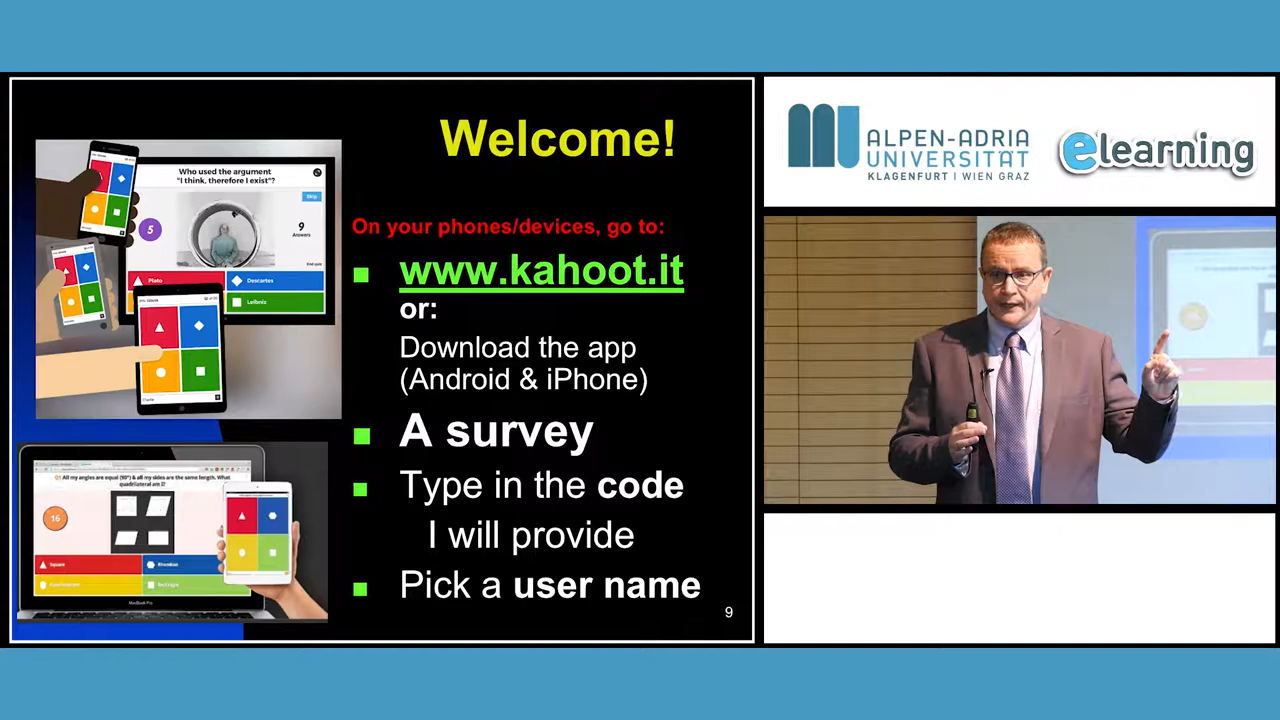 Welcome!
On your phones/devices, go to:
www.kahoot.it
or:
Download the app
(Android & iPhone)
A survey
Type in the code
I will provide
Pick a user name
9
Who used the argument
"I think, therefore I exist"?
Skip
5
9
Answers
End quiz
Plato
Descartes
Leibniz
Q1 All my angles are equal (90°) & all my sides are the same length. What
quadrilateral am I?
16
Square
Rhombus
Rectangle
MacBook Pro
ALPEN-ADRIA
UNIVERSITÄT
KLAGENFURT I WIEN GRAZ
elearning